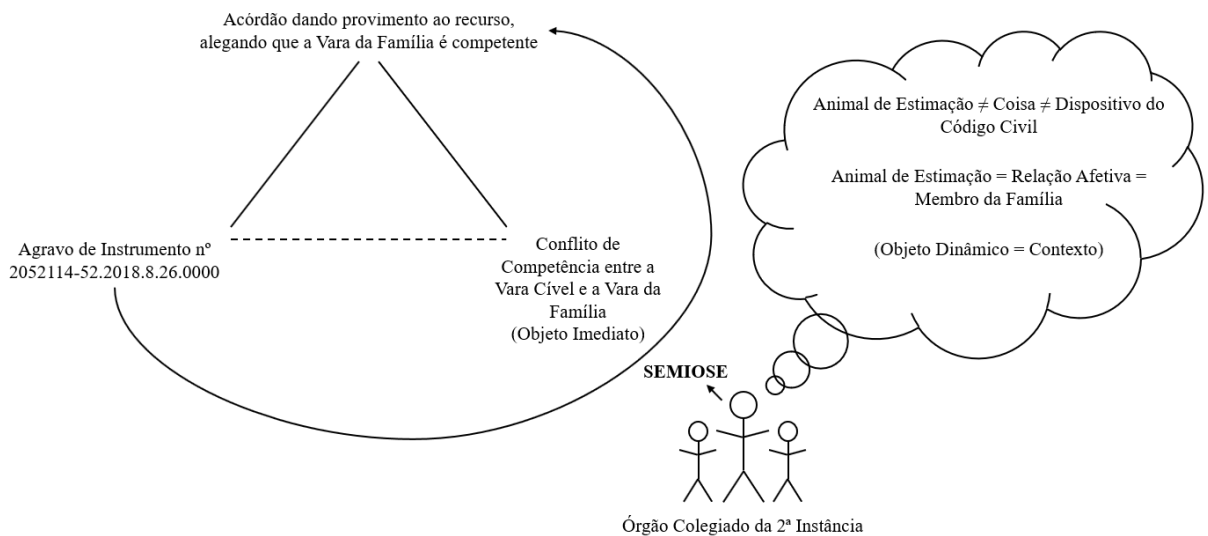 Acórdão dando provimento ao recurso,
alegando que a Vara da Família é competente
Agravo de Instrumento nº
2052114-52.2018.8.26.0000
Conflito de
Competência entre a
Vara Cível e a Vara da
Família
(Objeto Imediato)
Animal de Estimação ≠ Coisa ≠ Dispositivo do
Código Civil
Animal de Estimação = Relação Afetiva =
Membro da Família
(Objeto Dinâmico = Contexto)
SEMIOSE
Órgão Colegiado da 2ª Instância